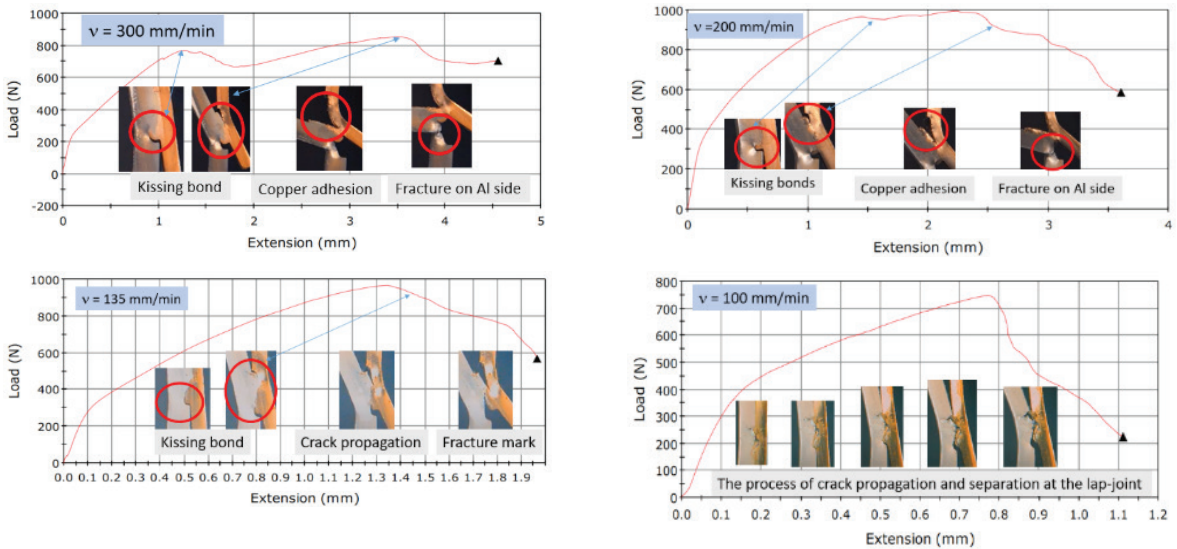 ν = 300 mm/min
Load (N)
1000
800
600
400
200
0
-200
Kissing bond
Copper adhesion
Fracture on Al side
0 1 2 3 4 5
Extension (mm)
ν =200 mm/min
Load (N)
1000
800
600
400
200
0
Kissing bonds
Copper adhesion
Fracture on Al side
0 1 2 3 4
Extension (mm)
ν = 135 mm/min
Load (N)
1000
800
600
400
200
0
Kissing bond
Crack propagation
Fracture mark
0.0 0.1 0.2 0.3 0.4 0.5 0.6 0.7 0.8 0.9 1.0 1.1 1.2 1.3 1.4 1.5 1.6 1.7 1.8 1.9
Extension (mm)
ν = 100 mm/min
Load (N)
800
700
600
500
400
300
200
100
0
The process of crack propagation and separation at the lap-joint
0.0 0.1 0.2 0.3 0.4 0.5 0.6 0.7 0.8 0.9 1.0 1.1 1.2
Extension (mm)